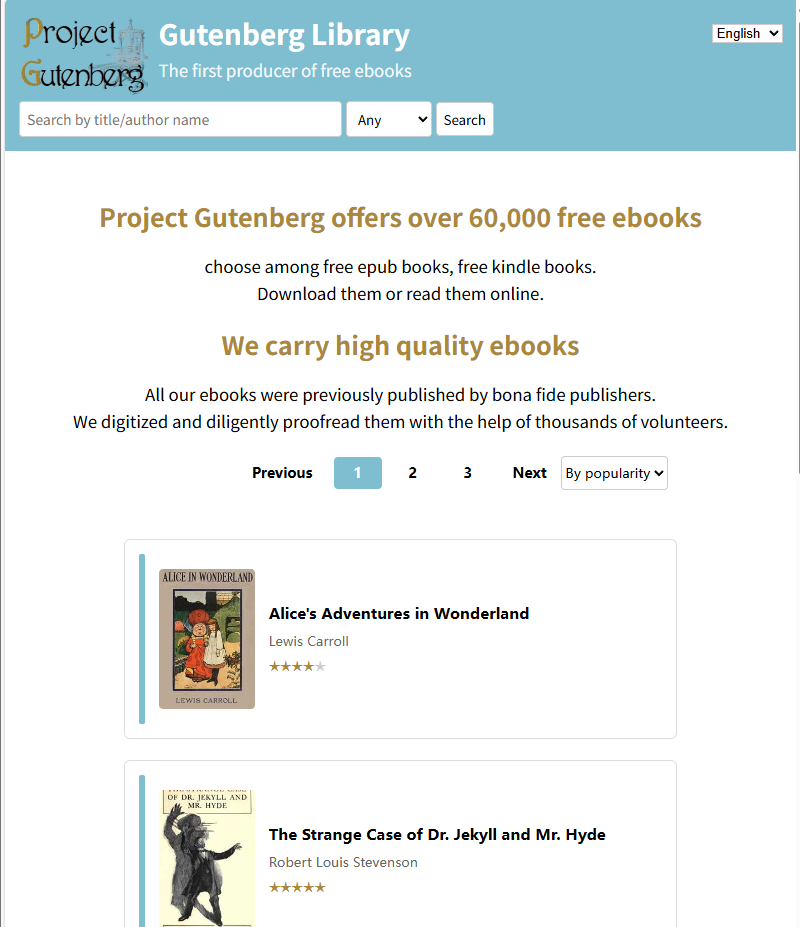 Project
Gutenberg
Gutenberg Library
The first producer of free ebooks
English
Search by title/author name
Any
Search
Project Gutenberg offers over 60,000 free ebooks
choose among free epub books, free kindle books.
Download them or read them online.
We carry high quality ebooks
All our ebooks were previously published by bona fide publishers.
We digitized and diligently proofread them with the help of thousands of volunteers.
Previous 1 2 3 Next By popularity
ALICE IN WONDERLAND
LEWIS CARROLL
Alice's Adventures in Wonderland
Lewis Carroll
THE STRANGE CASE
OF DR. JEKYLL AND
MR. HYDE
The Strange Case of Dr. Jekyll and Mr. Hyde
Robert Louis Stevenson